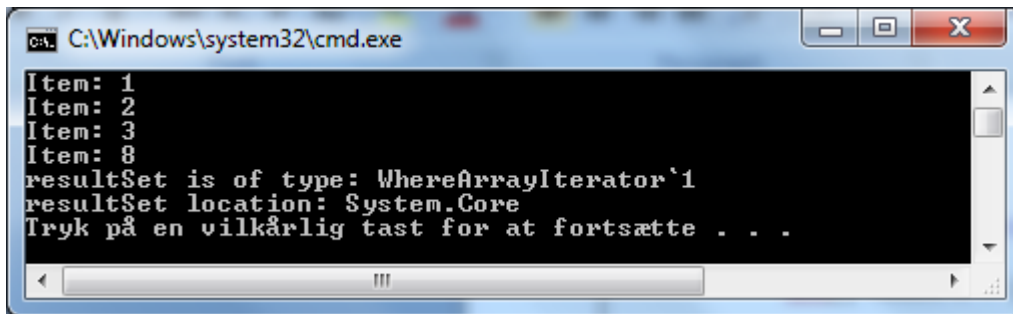 C:\Windows\system32\cmd.exe
Item: 1
Item: 2
Item: 3
Item: 8
resultSet is of type: WhereArrayIterator`1
resultSet location: System.Core
Tryk på en vilkårlig tast for at fortsætte . . .